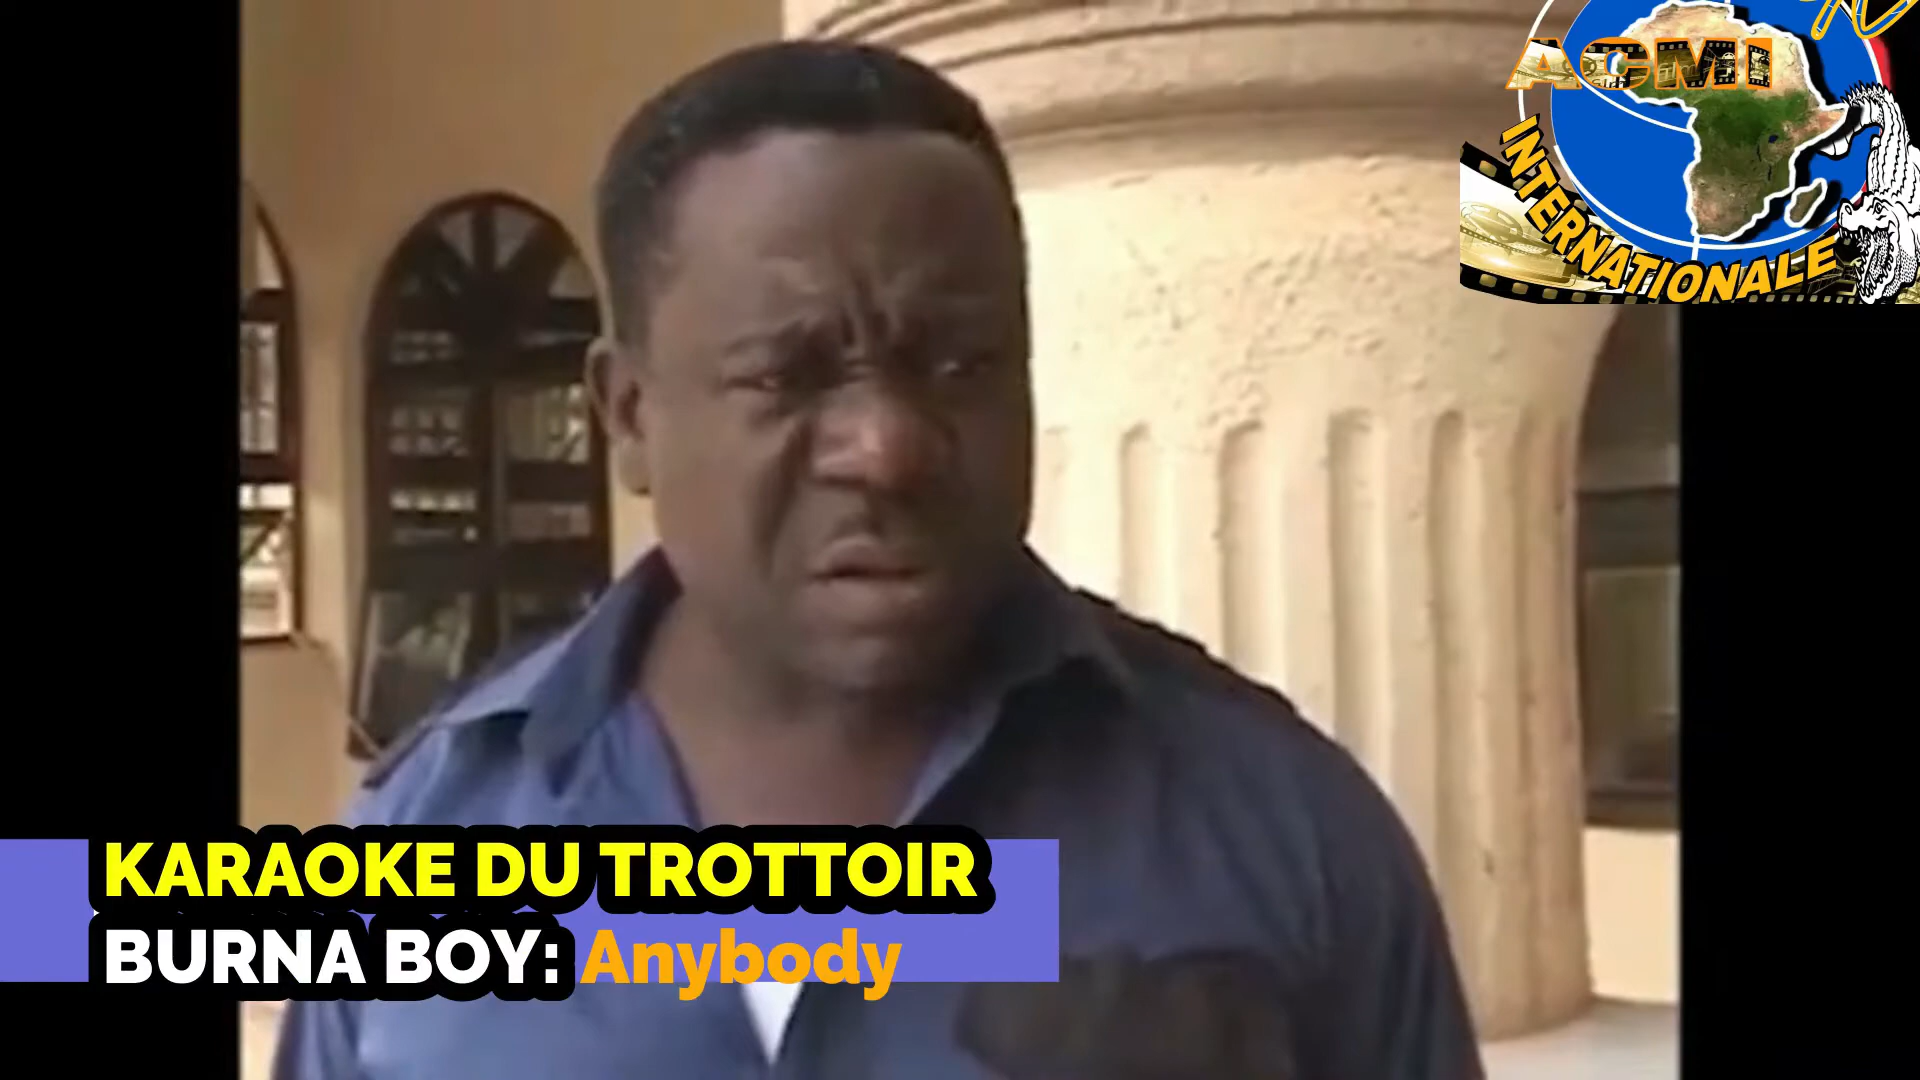 ACMI
INTERNATIONALE
KARAOKE DU TROTTOIR
BURNA BOY: Anybody